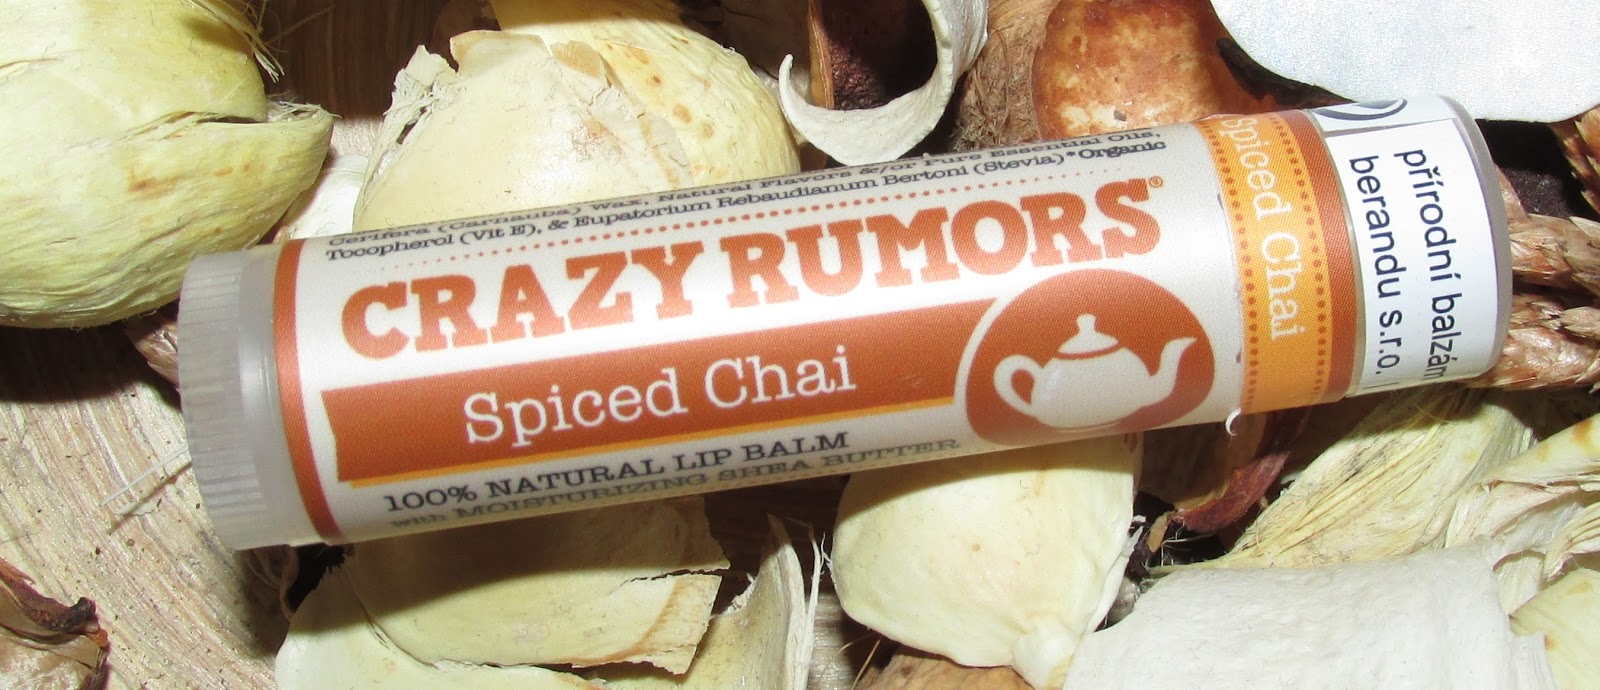 Cerifera (Carnauba) Wax, Natural Flavors &/or Pure Essential Oils,
Tocopherol (Vit E), & Eupatorium Rebaudianum Bertoni (Stevia) *Organic
CRAZY RUMORS®
Spiced Chai
100% NATURAL LIP BALM
with MOISTURIZING SHEA BUTTER
Spiced Chai
přírodní balzám
berandu s.r.o.